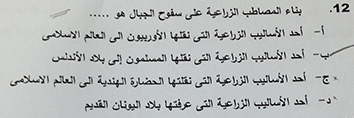 12. بناء المصاطب الزراعية على سفوح الجبال هو .....
أ- أحد الأساليب الزراعية التى نقلها الأوربيون الى العالم الاسلامى
ب- أحد الأساليب الزراعية التى نقلها المسلمون إلى بلاد الأندلس
ج- أحد الأساليب الزراعية التى نقلتها الحضارة الهندية الى العالم الاسلامى
د- أحد الأساليب الزراعية التى عرفتها بلاد اليونان القديم